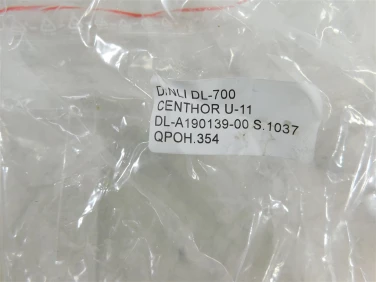 DINLI DL-700
CENTHOR U-11
DL-A190139-00 S.1037
QPOH.354